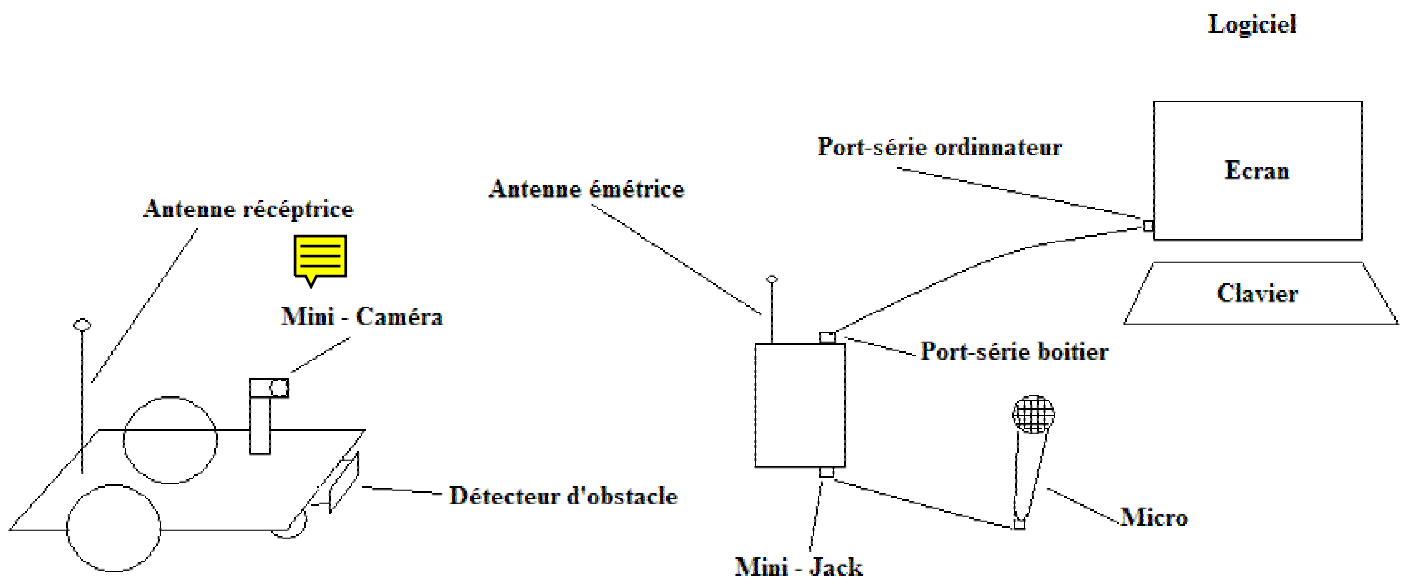 Logiciel
Port-série ordinnateur
Ecran
Antenne émétrice
Antenne récéptrice
Clavier
Mini - Caméra
Port-série boitier
Détecteur d'obstacle
Micro
Mini - Jack